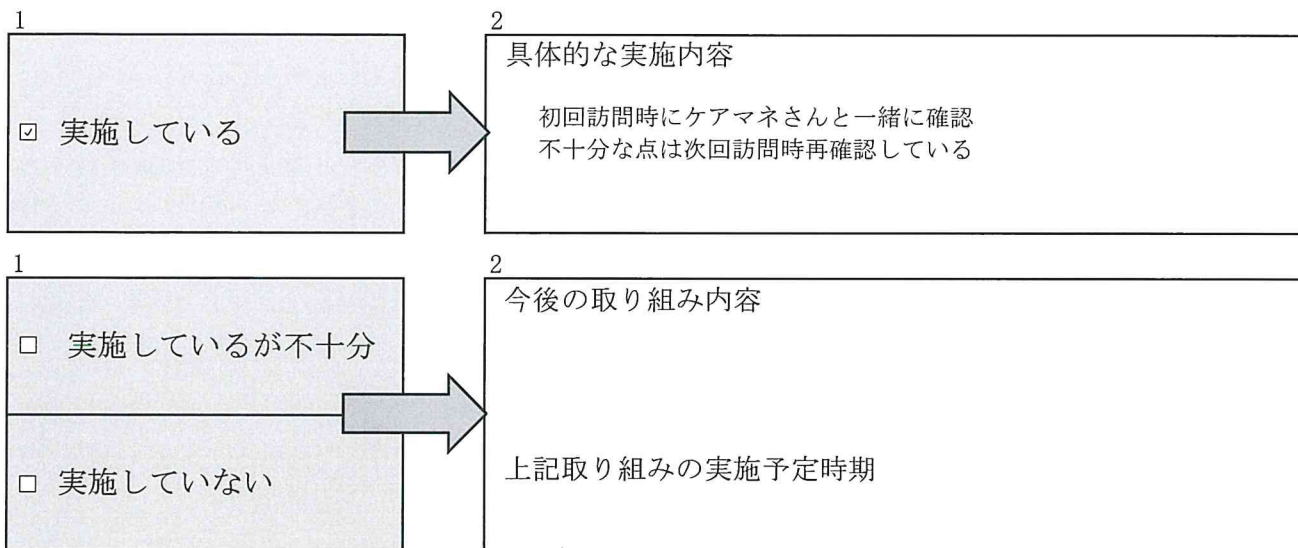 1
2
☑ 実施している
具体的な実施内容
初回訪問時にケアマネさんと一緒に確認
不十分な点は次回訪問時再確認している
1
2
☐ 実施しているが不十分
☐ 実施していない
今後の取り組み内容
上記取り組みの実施予定時期